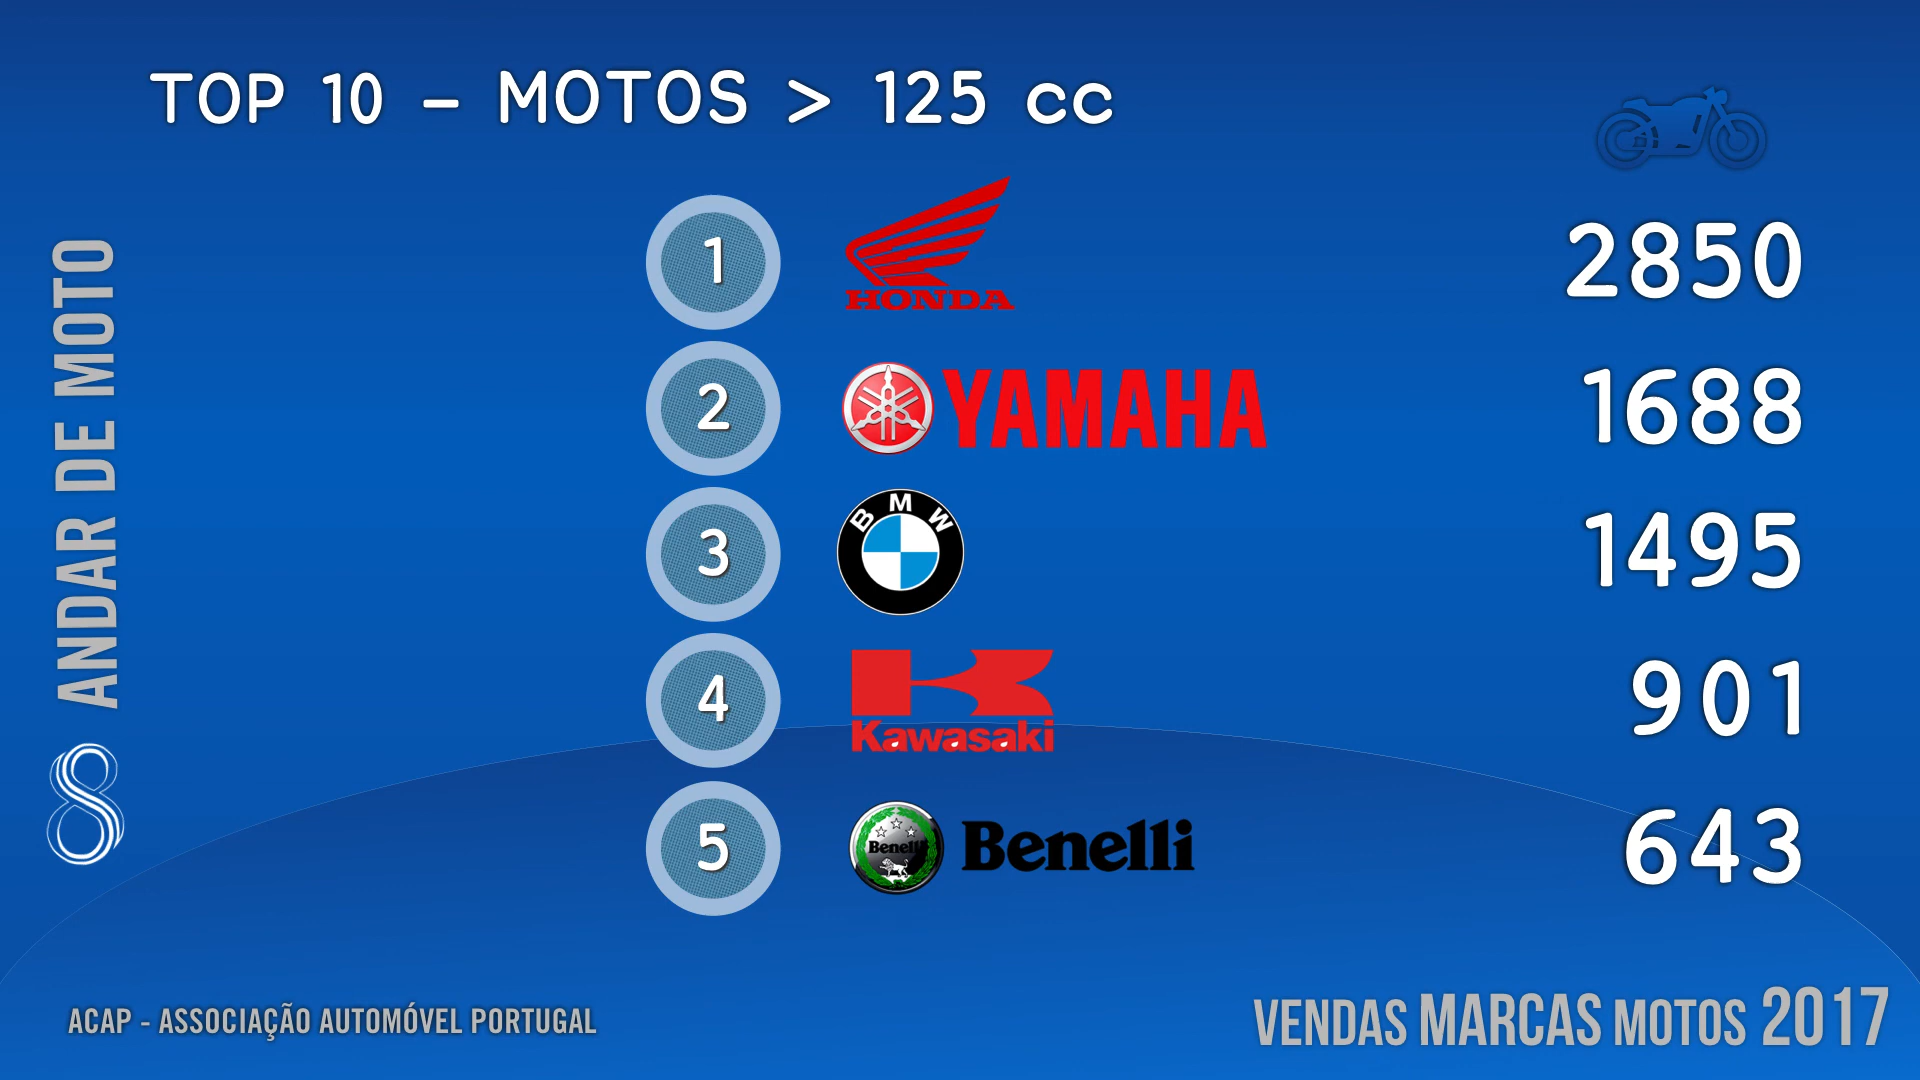 TOP 10 - MOTOS > 125 cc
1 HONDA 2850
2 YAMAHA 1688
3 BMW 1495
4 Kawasaki 901
5 Benelli Benelli 643
ANDAR DE MOTO
ACAP - ASSOCIAÇÃO AUTOMÓVEL PORTUGAL
VENDAS MARCAS MOTOS 2017